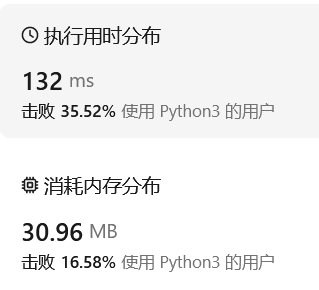 执行用时分布
132 ms
击败 35.52% 使用 Python3 的用户
消耗内存分布
30.96 MB
击败 16.58% 使用 Python3 的用户